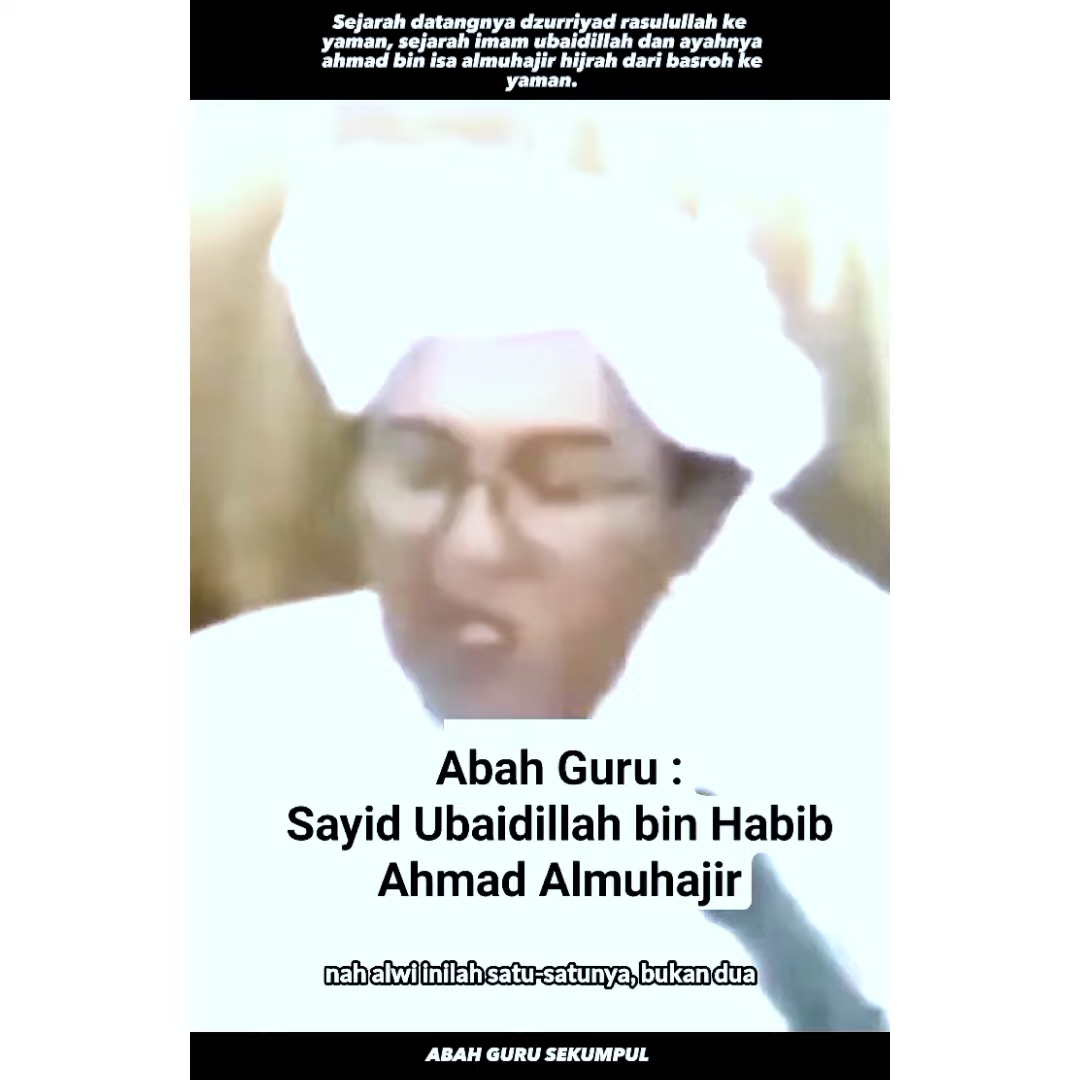 Sejarah datangnya dzurriyad rasulullah ke
yaman, sejarah imam ubaidillah dan ayahnya
ahmad bin isa almuhajir hijrah dari basroh ke
yaman.
Abah Guru :
Sayid Ubaidillah bin Habib
Ahmad Almuhajir
nah alwi inilah satu-satunya, bukan dua
ABAH GURU SEKUMPUL